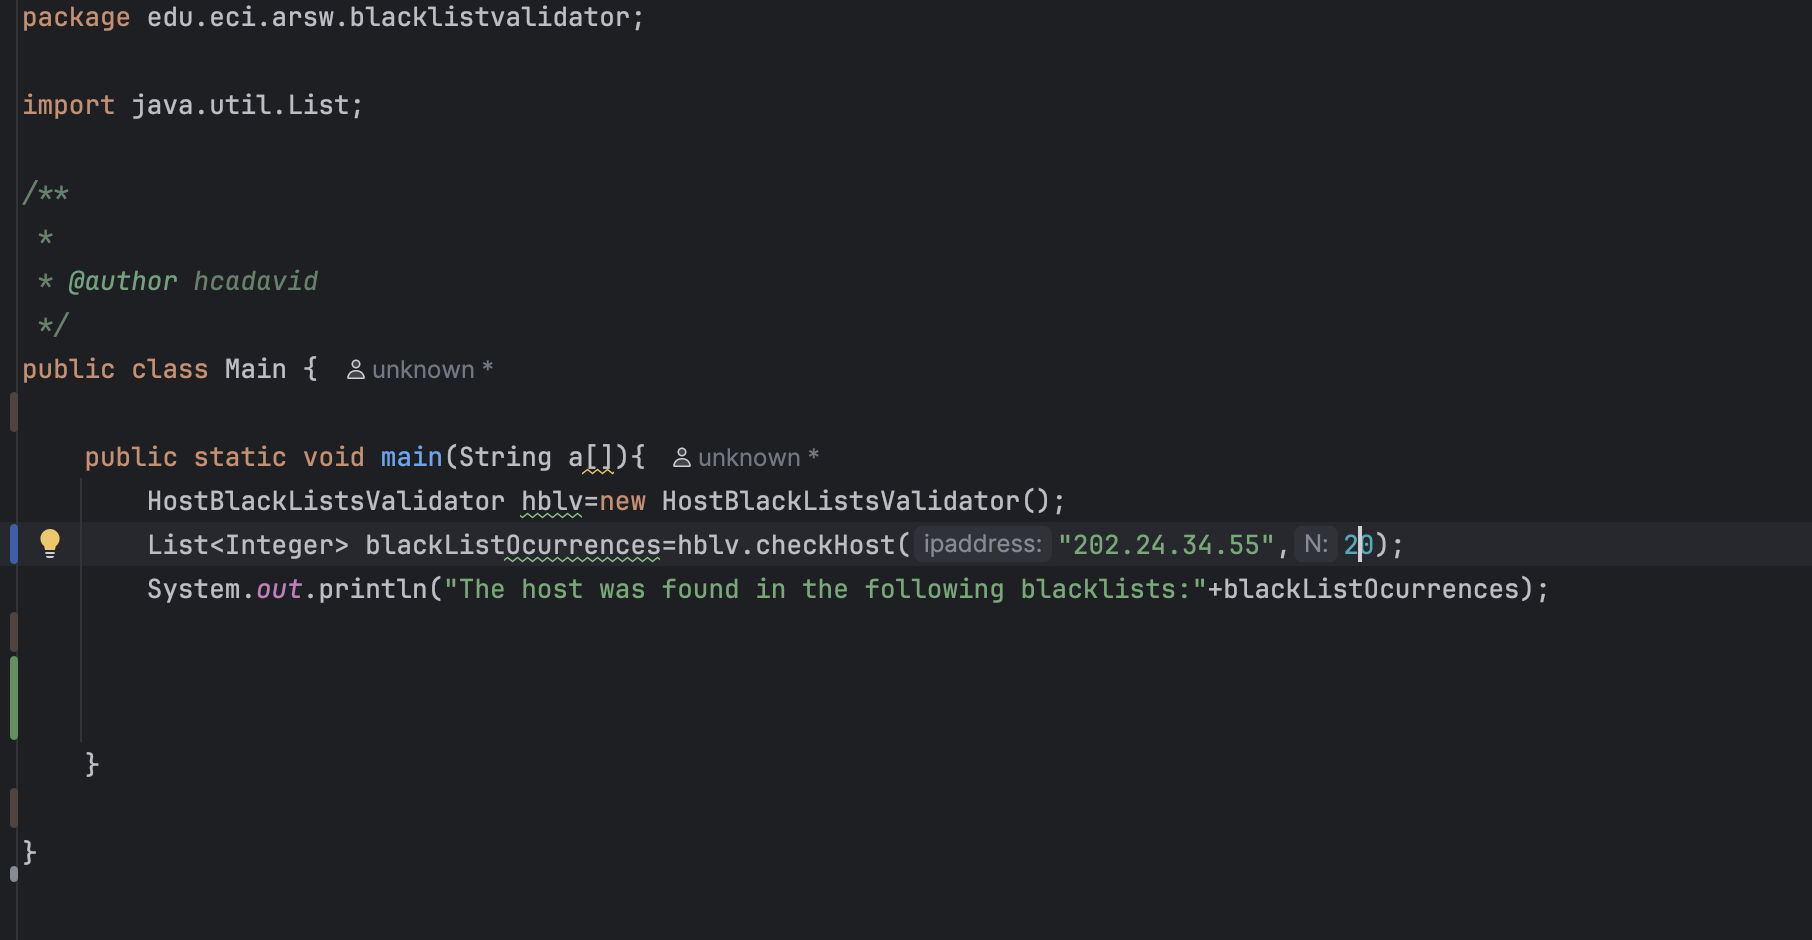 package edu.eci.arsw.blacklistvalidator;
import java.util.List;
/**
*
* @author hcadavid
*/
public class Main { unknown *
public static void main(String a[]){ unknown *
HostBlackListsValidator hblv=new HostBlackListsValidator();
List<Integer> blackListOcurrences=hblv.checkHost( ipaddress: "202.24.34.55", N: 20);
System.out.println("The host was found in the following blacklists:"+blackListOcurrences);
}
}